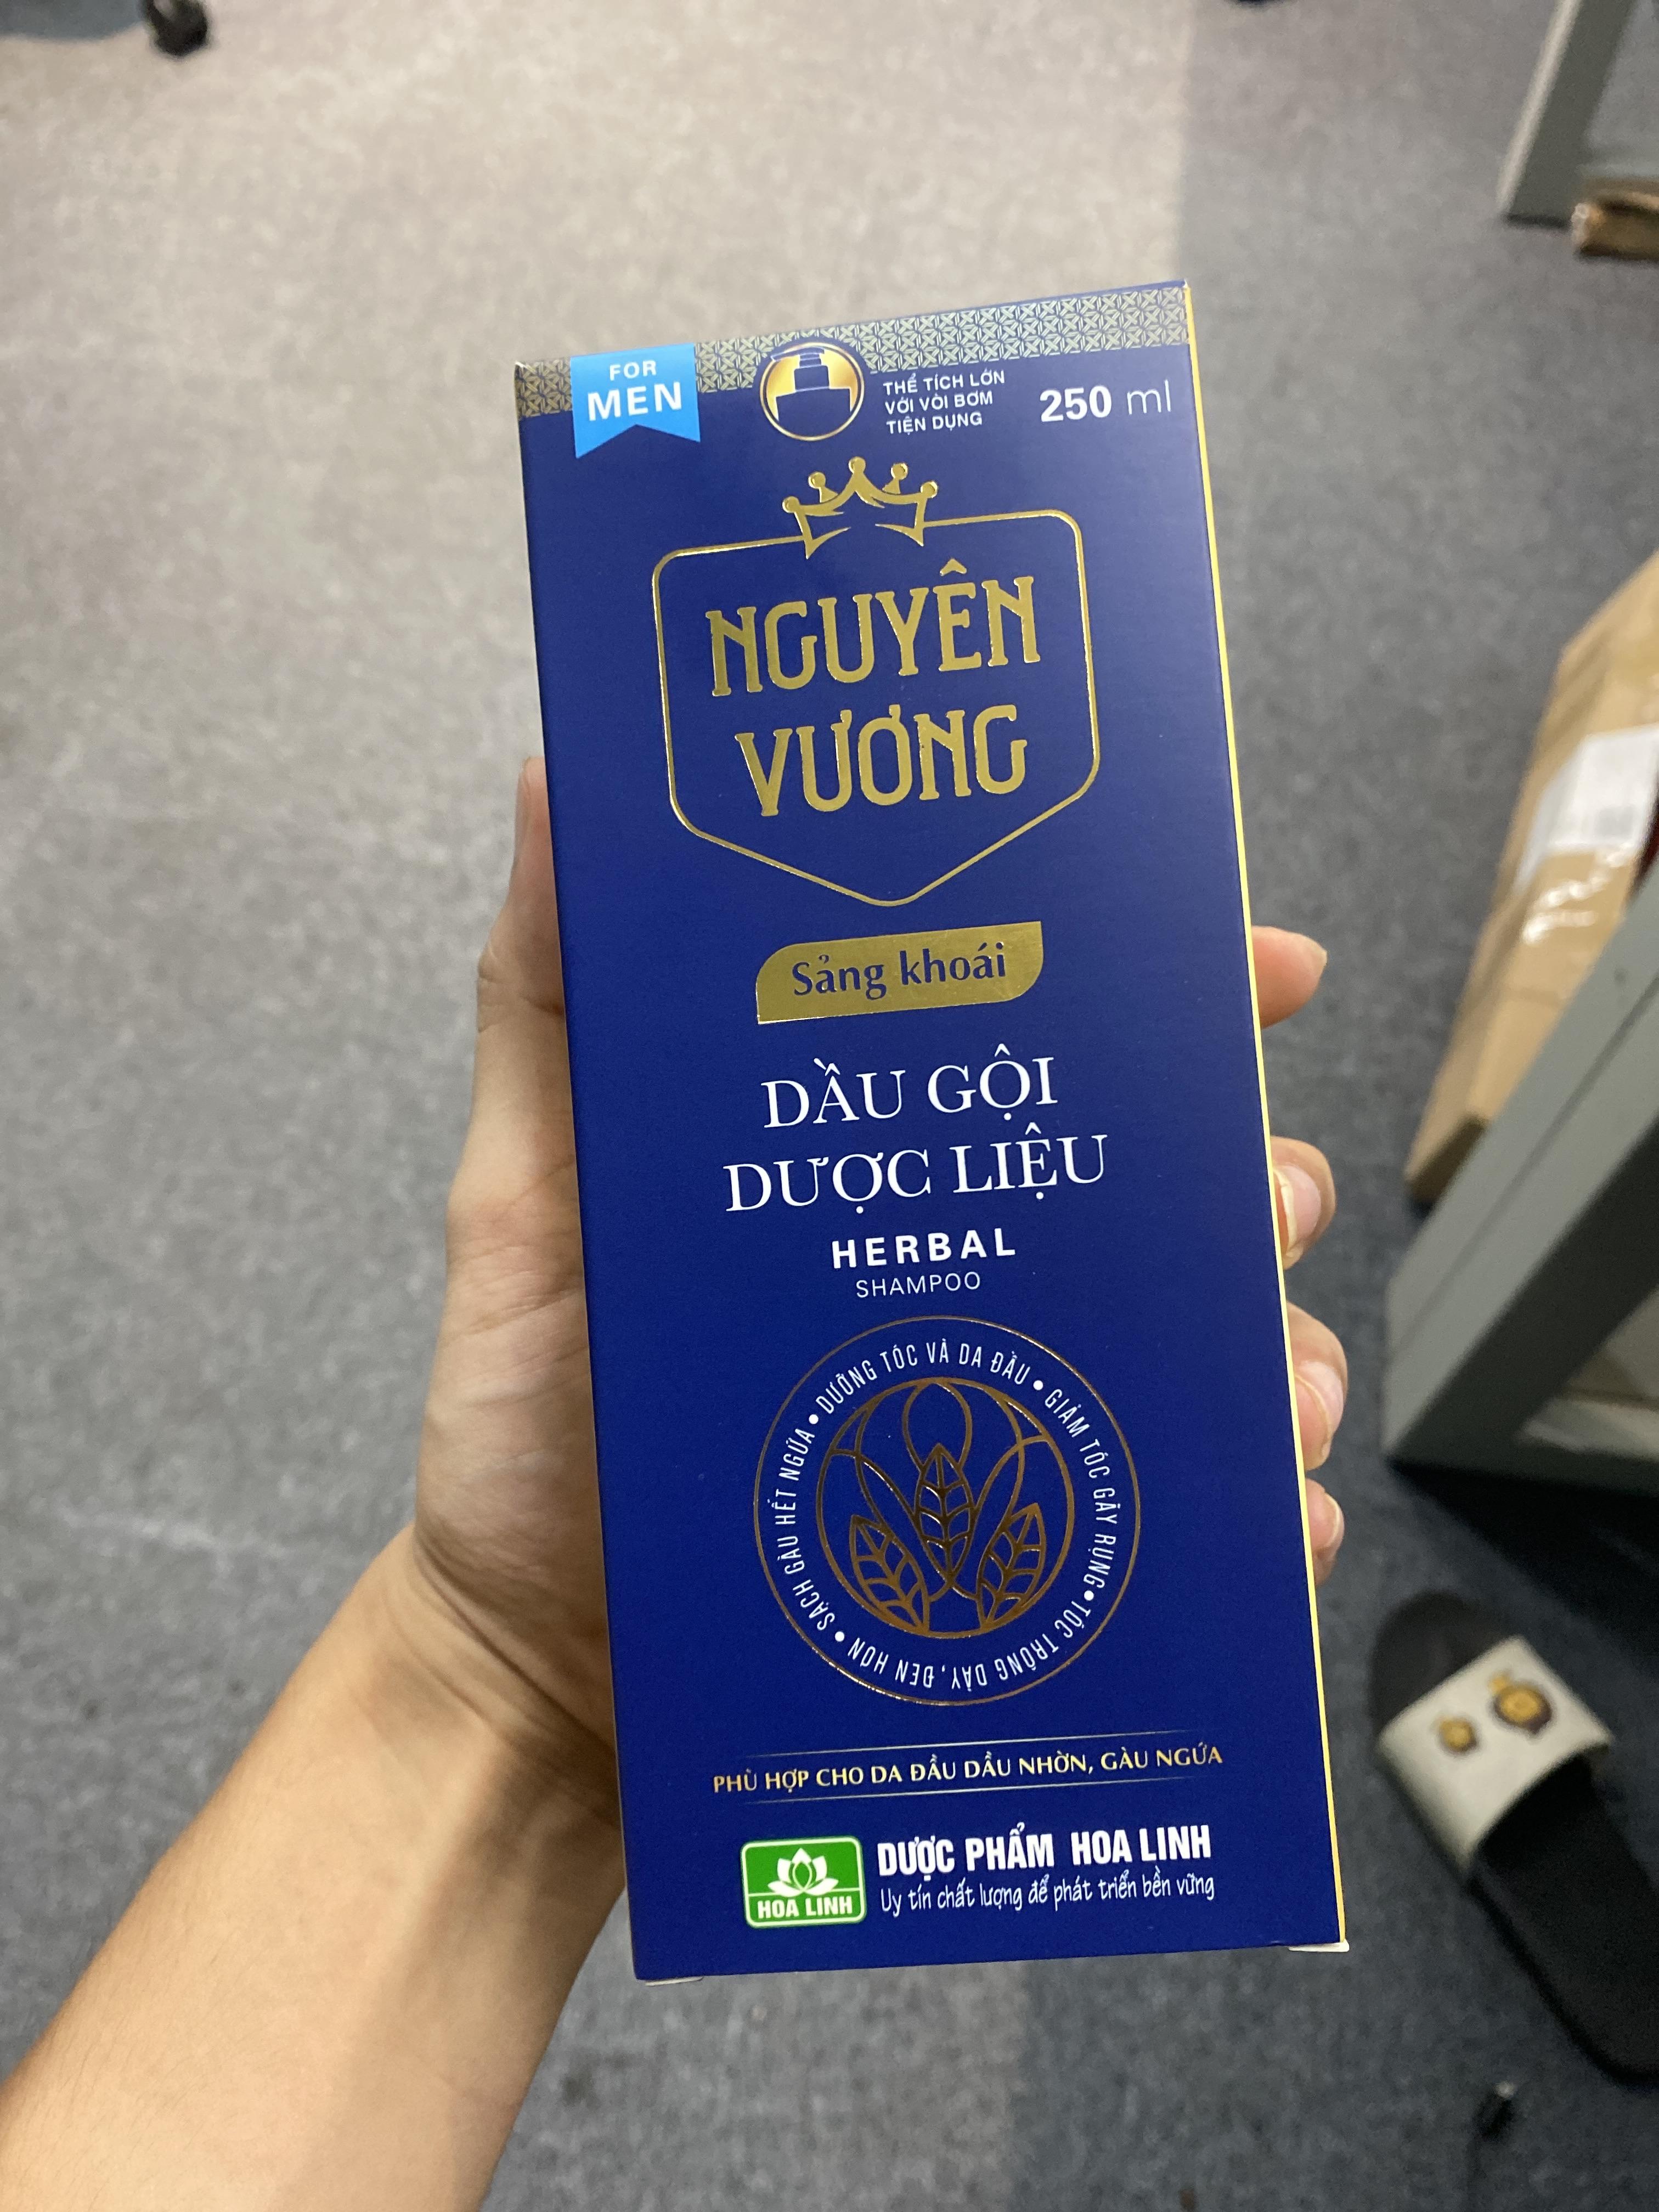 FOR
MEN
THỂ TÍCH LỚN
VỚI VÒI BƠM
TIỆN DỤNG
250 ml
NGUYÊN
VƯƠNG
Sảng khoái
DẦU GỘI
DƯỢC LIỆU
HERBAL
SHAMPOO
SẠCH GÀU HẾT NGỨA • DƯỠNG TÓC VÀ DA ĐẦU • GIẢM TÓC GÃY RỤNG • TÓC TRÔNG DÀY, ĐEN HƠN •
PHÙ HỢP CHO DA ĐẦU DẦU NHỜN, GÀU NGỨA
HOA LINH
DƯỢC PHẨM HOA LINH
Uy tín chất lượng để phát triển bền vững